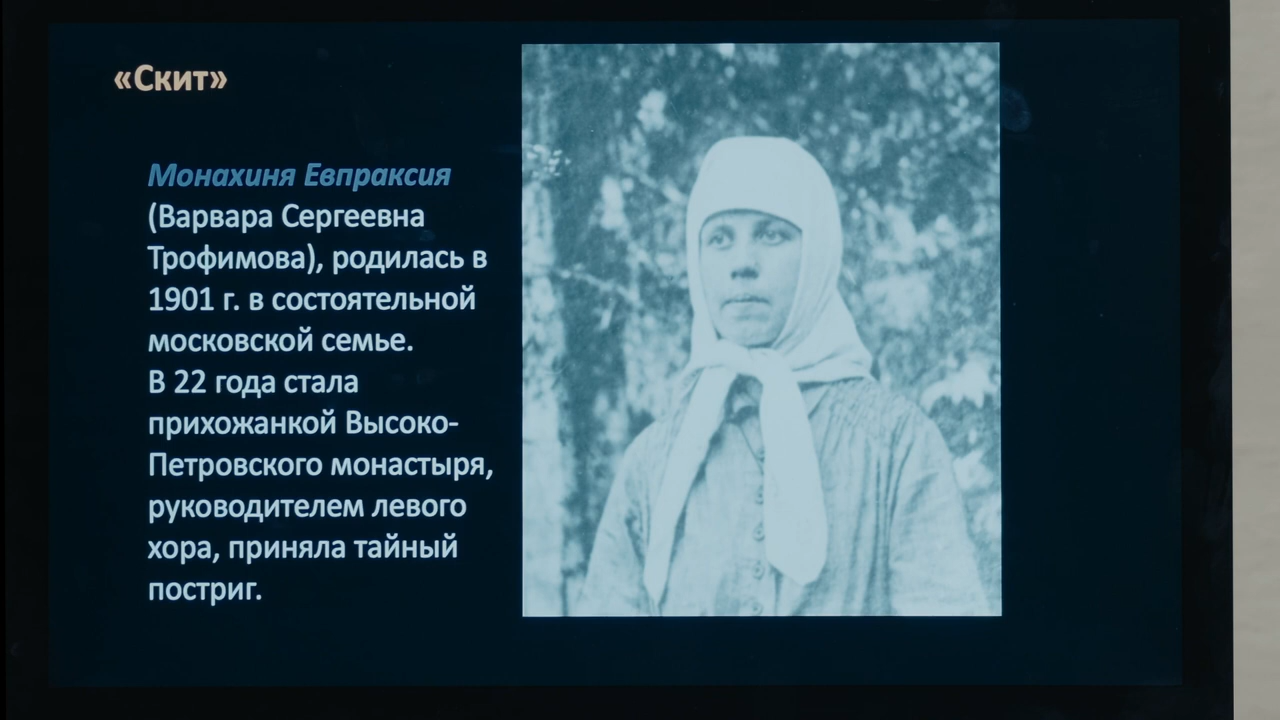 «Скит»
Монахиня Евпраксия
(Варвара Сергеевна
Трофимова), родилась в
1901 г. в состоятельной
московской семье.
В 22 года стала
прихожанкой Высоко-
Петровского монастыря,
руководителем левого
хора, приняла тайный
постриг.